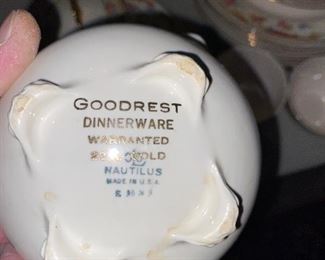 GOODREST
DINNERWARE
WARRANTED
GOLD
NAUTILUS
MADE IN U.S.A.